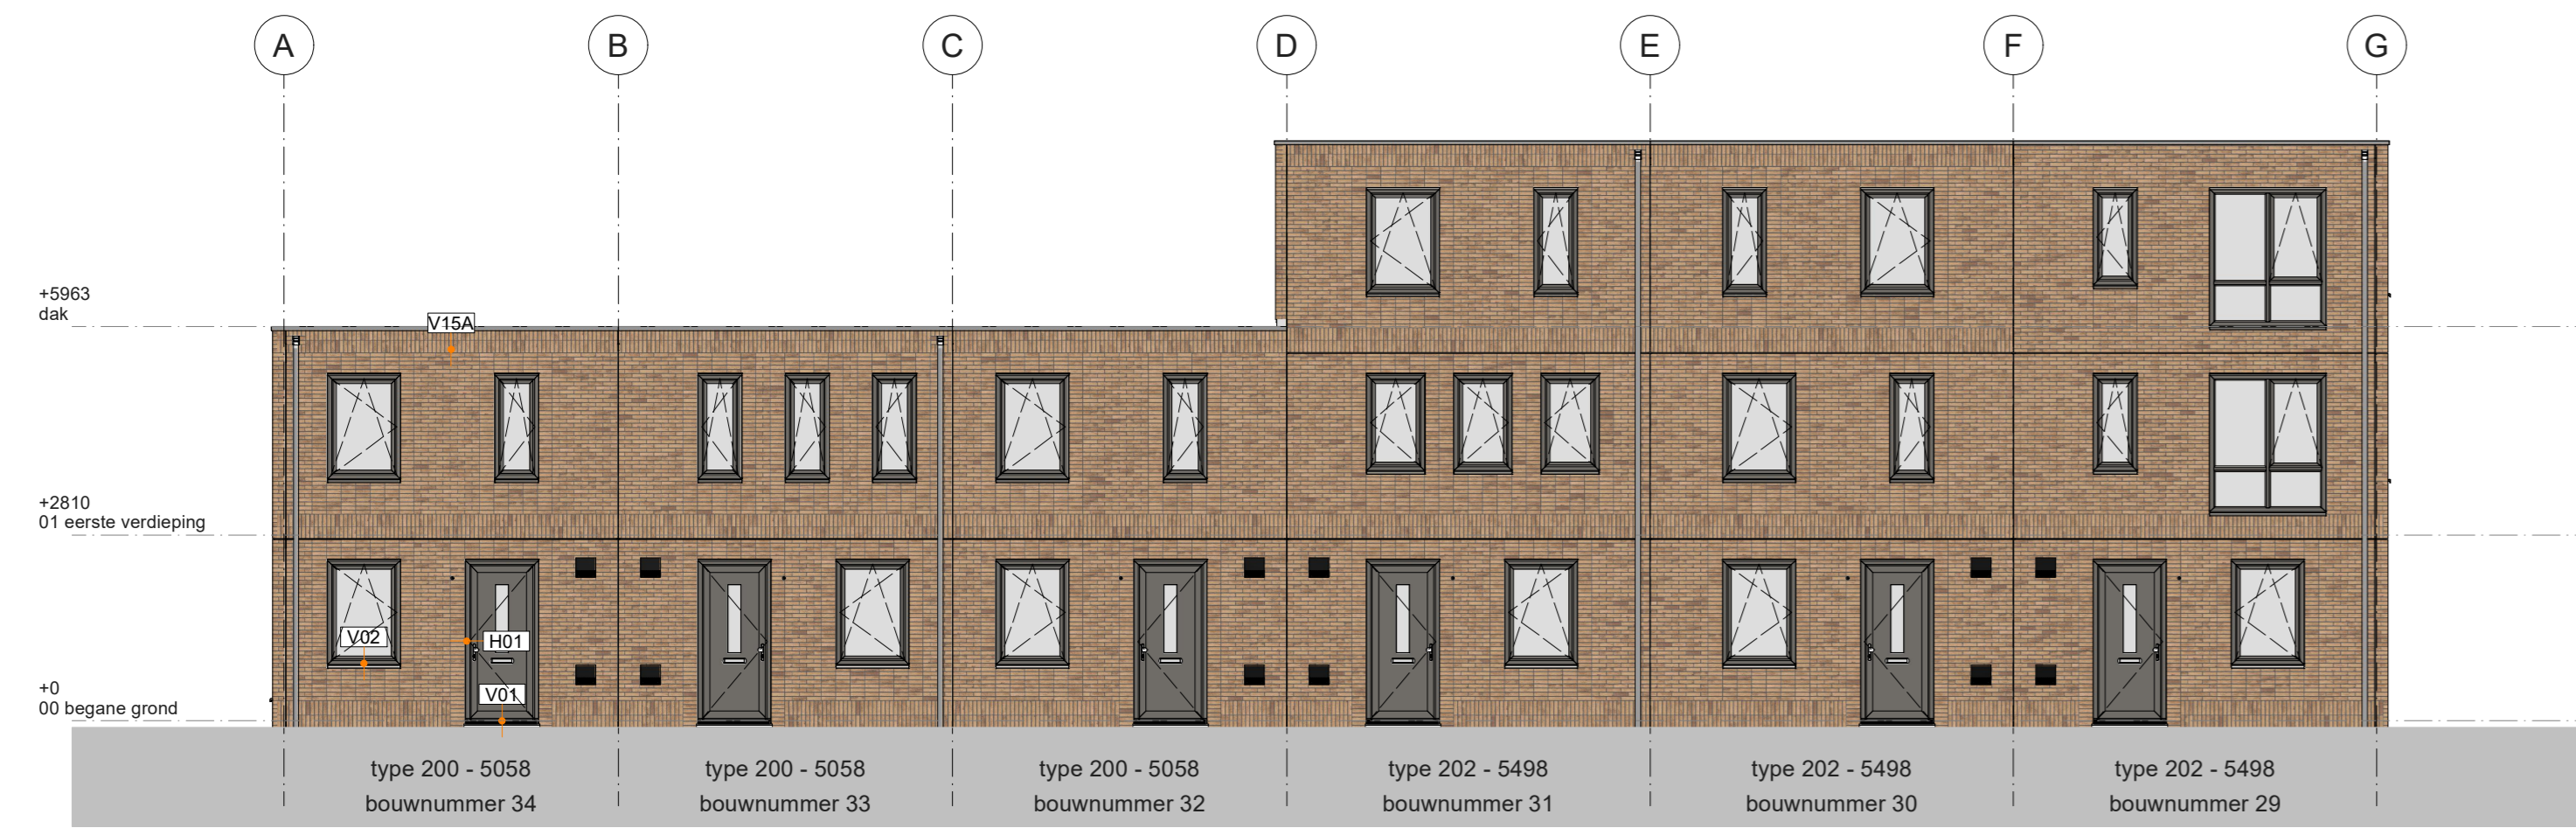 A B C D E F G
+5963
dak
V15A
+2810
01 eerste verdieping
V02
H01
+0
00 begane grond
V01
type 200 - 5058
bouwnummer 34
type 200 - 5058
bouwnummer 33
type 200 - 5058
bouwnummer 32
type 202 - 5498
bouwnummer 31
type 202 - 5498
bouwnummer 30
type 202 - 5498
bouwnummer 29